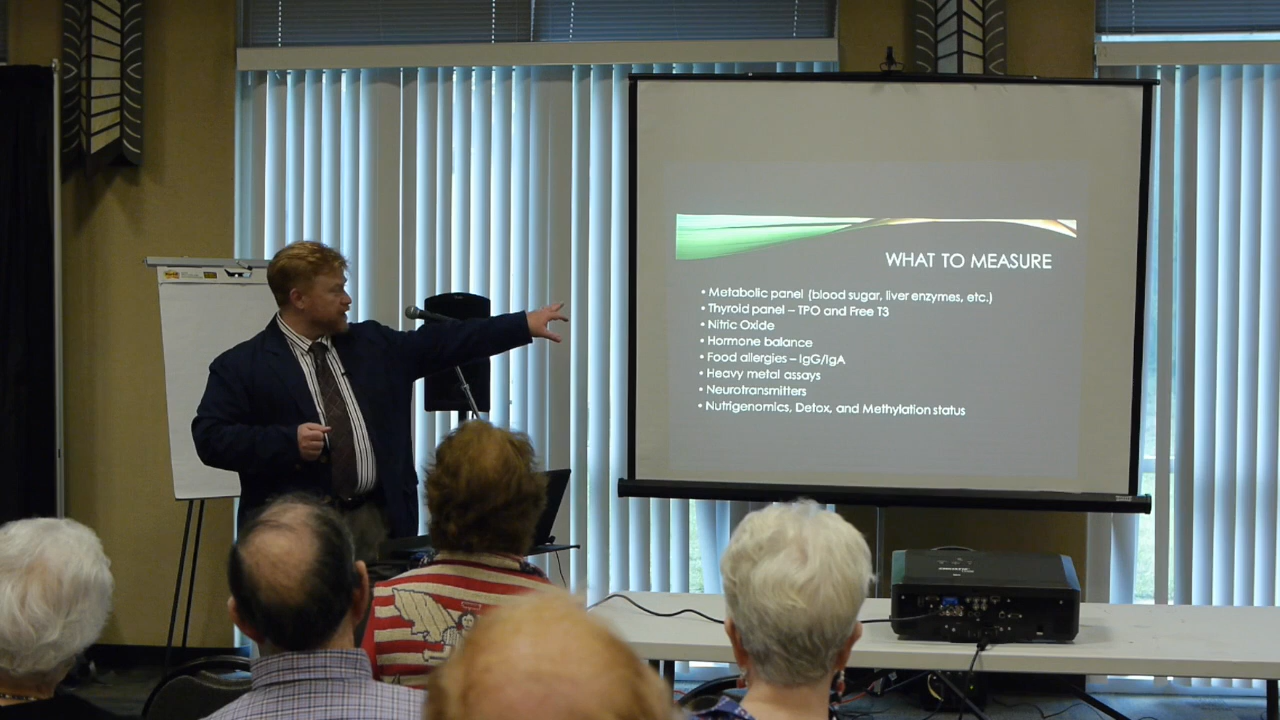 WHAT TO MEASURE
• Metabolic panel (blood sugar, liver enzymes, etc.)
• Thyroid panel – TPO and Free T3
• Nitric Oxide
• Hormone balance
• Food allergies – IgG/IgA
• Heavy metal assays
• Neurotransmitters
• Nutrigenomics, Detox, and Methylation status